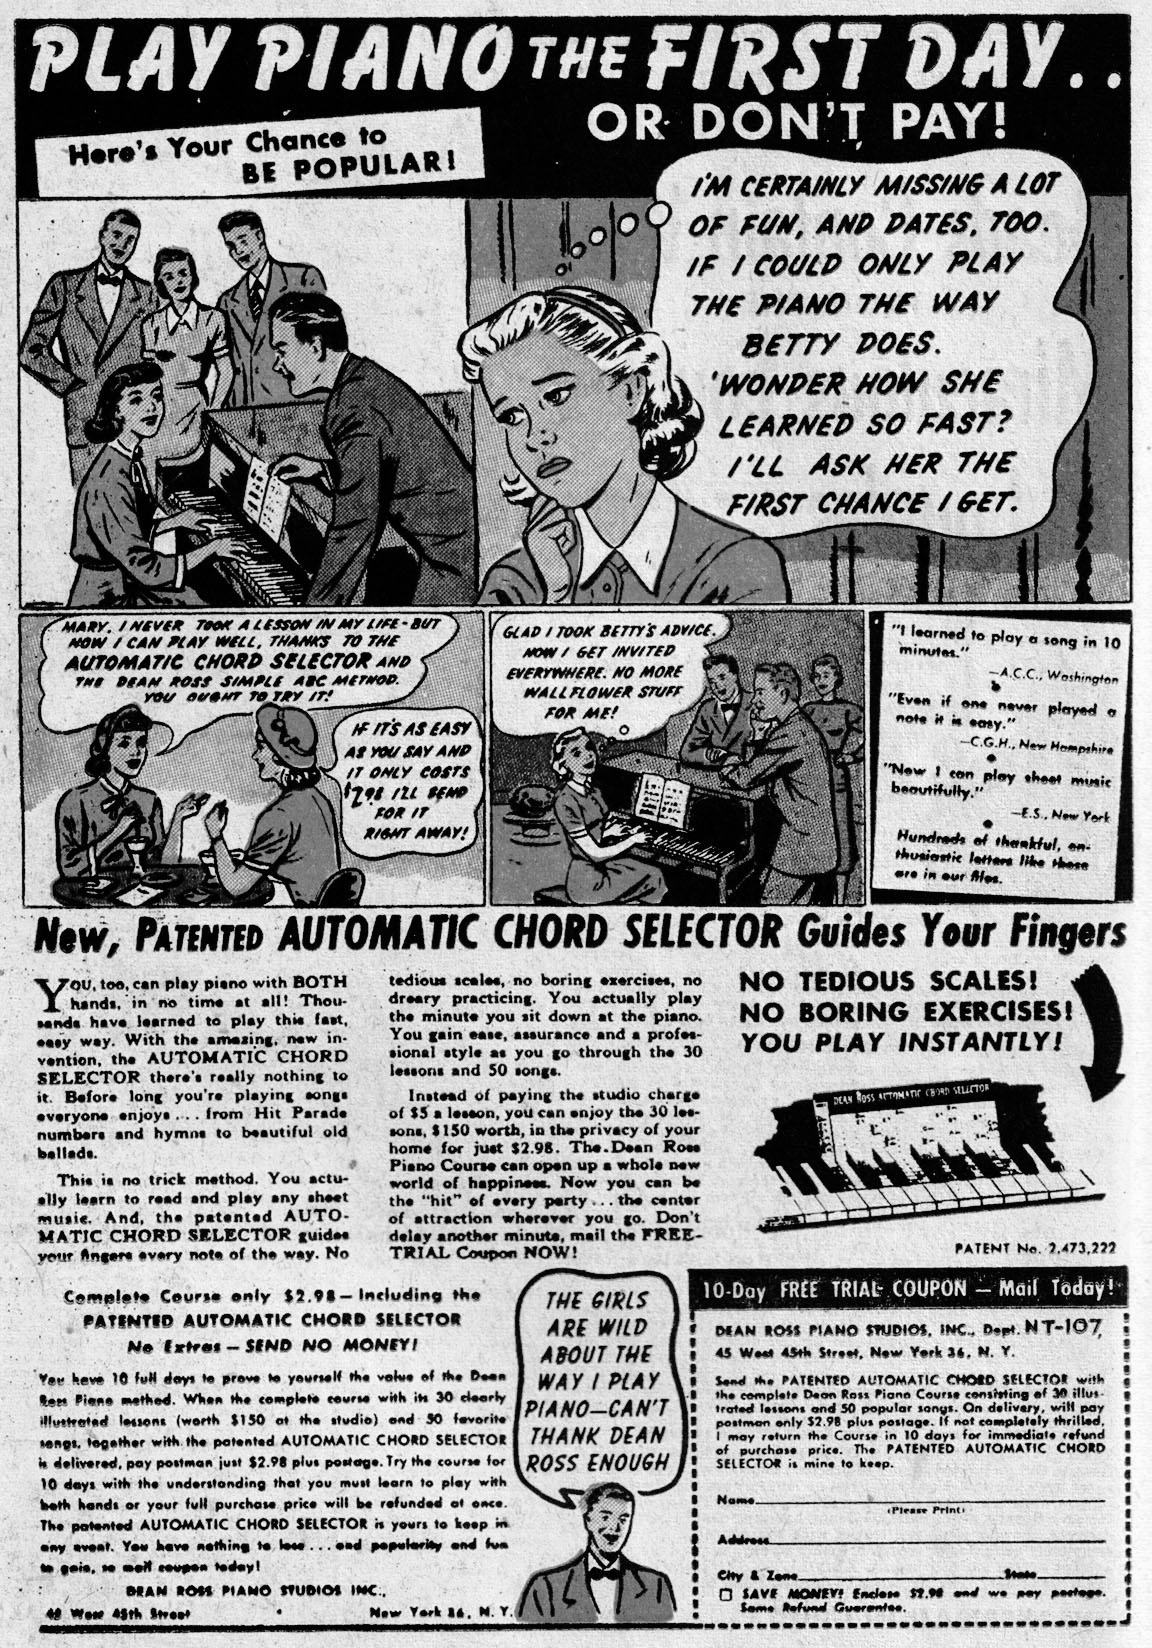 PLAY PIANO THE FIRST DAY..
OR DON'T PAY!
Here's Your Chance to
BE POPULAR!
I'M CERTAINLY MISSING A LOT
OF FUN, AND DATES, TOO.
IF I COULD ONLY PLAY
THE PIANO THE WAY
BETTY DOES.
'WONDER HOW SHE
LEARNED SO FAST?
I'LL ASK HER THE
FIRST CHANCE I GET.
MARY, I NEVER TOOK A LESSON IN MY LIFE-BUT
NOW I CAN PLAY WELL, THANKS TO THE
AUTOMATIC CHORD SELECTOR AND
THE DEAN ROSS SIMPLE ABC METHOD.
YOU OUGHT TO TRY IT!
IF IT'S AS EASY
AS YOU SAY AND
IT ONLY COSTS
$2.98 I'LL SEND
FOR IT
RIGHT AWAY!
GLAD I TOOK BETTY'S ADVICE.
NOW I GET INVITED
EVERYWHERE. NO MORE
WALLFLOWER STUFF
FOR ME!
"I learned to play a song in 10
minutes."
—A.C.C., Washington
"Even if one never played a
note it is easy."
—C.G.H., New Hampshire
"Now I can play sheet music
beautifully."
—E.S., New York
Hundreds of thankful, en-
thusiastic letters like these
are in our files.
New, PATENTED AUTOMATIC CHORD SELECTOR Guides Your Fingers
YOU, too, can play piano with BOTH
hands, in no time at all! Thou-
sands have learned to play this fast,
easy way. With the amazing, new in-
vention, the AUTOMATIC CHORD
SELECTOR there's really nothing to
it. Before long you're playing songs
everyone enjoys ... from Hit Parade
numbers and hymns to beautiful old
ballads.
This is no trick method. You actu-
ally learn to read and play any sheet
music. And, the patented AUTO-
MATIC CHORD SELECTOR guides
your fingers every note of the way. No
tedious scales, no boring exercises, no
dreary practicing. You actually play
the minute you sit down at the piano.
You gain ease, assurance and a profes-
sional style as you go through the 30
lessons and 50 songs.
Instead of paying the studio charge
of $5 a lesson, you can enjoy the 30 les-
sons, $150 worth, in the privacy of your
home for just $2.98. The Dean Ross
Piano Course can open up a whole new
world of happiness. Now you can be
the "hit" of every party ... the center
of attraction wherever you go. Don't
delay another minute, mail the FREE-
TRIAL Coupon NOW!
NO TEDIOUS SCALES!
NO BORING EXERCISES!
YOU PLAY INSTANTLY!
DEAN ROSS AUTOMATIC CHORD SELECTOR
PATENT No. 2,473,222
Complete Course only $2.98—Including the
PATENTED AUTOMATIC CHORD SELECTOR
No Extras—SEND NO MONEY!
You have 10 full days to prove to yourself the value of the Dean
Ross Piano method. When the complete course with its 30 clearly
illustrated lessons (worth $150 at the studio) and 50 favorite
songs, together with the patented AUTOMATIC CHORD SELECTOR
is delivered, pay postman just $2.98 plus postage. Try the course for
10 days with the understanding that you must learn to play with
both hands or your full purchase price will be refunded at once.
The patented AUTOMATIC CHORD SELECTOR is yours to keep in
any event. You have nothing to lose ... and popularity and fun
to gain, so mail coupon today!
DEAN ROSS PIANO STUDIOS INC.,
45 West 45th Street New York 36, N. Y.
THE GIRLS
ARE WILD
ABOUT THE
WAY I PLAY
PIANO—CAN'T
THANK DEAN
ROSS ENOUGH
10-Day FREE TRIAL COUPON — Mail Today!
DEAN ROSS PIANO STUDIOS, INC., Dept. NT-107,
45 West 45th Street, New York 36, N. Y.
Send the PATENTED AUTOMATIC CHORD SELECTOR with
the complete Dean Ross Piano Course consisting of 30 illus-
trated lessons and 50 popular songs. On delivery, will pay
postman only $2.98 plus postage. If not completely thrilled,
I may return the Course in 10 days for immediate refund
of purchase price. The PATENTED AUTOMATIC CHORD
SELECTOR is mine to keep.
Name
(Please Print)
Address
City & Zone State
SAVE MONEY! Enclose $2.98 and we pay postage.
Same Refund Guarantee.